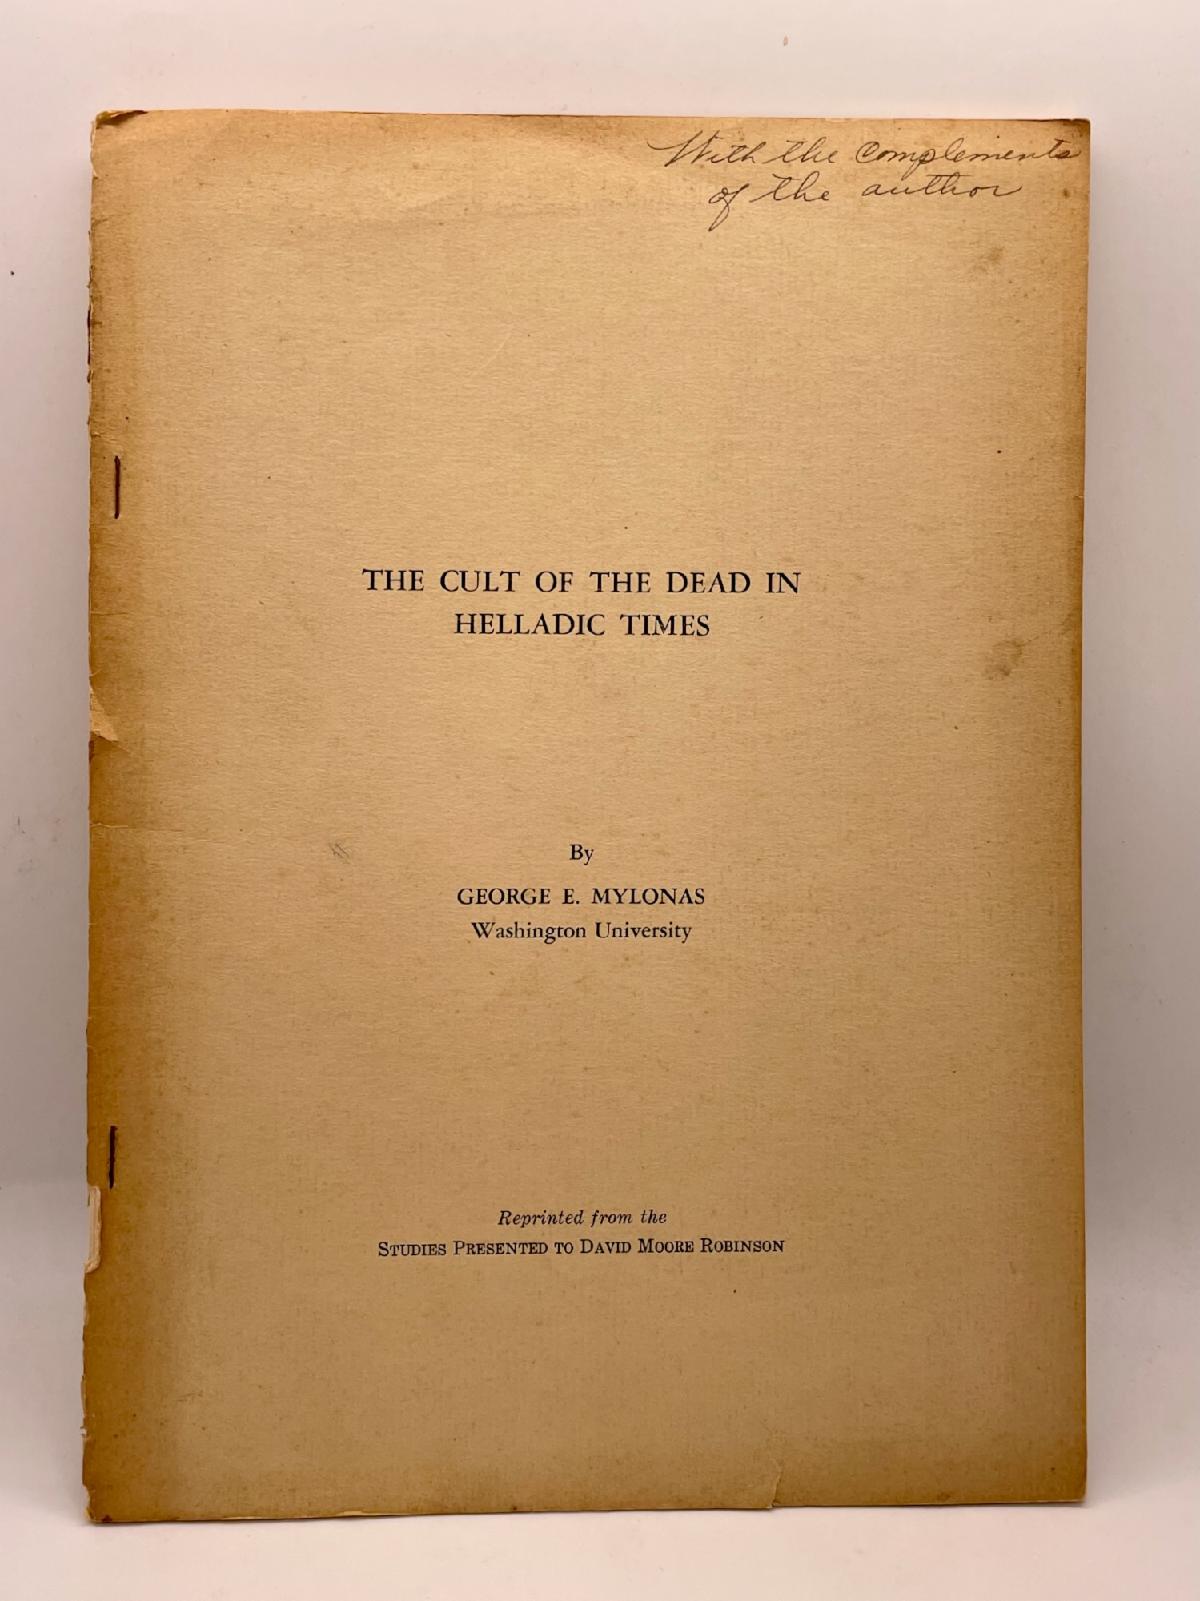 With the complements
of the author
THE CULT OF THE DEAD IN
HELLADIC TIMES
By
GEORGE E. MYLONAS
Washington University
Reprinted from the
STUDIES PRESENTED TO DAVID MOORE ROBINSON